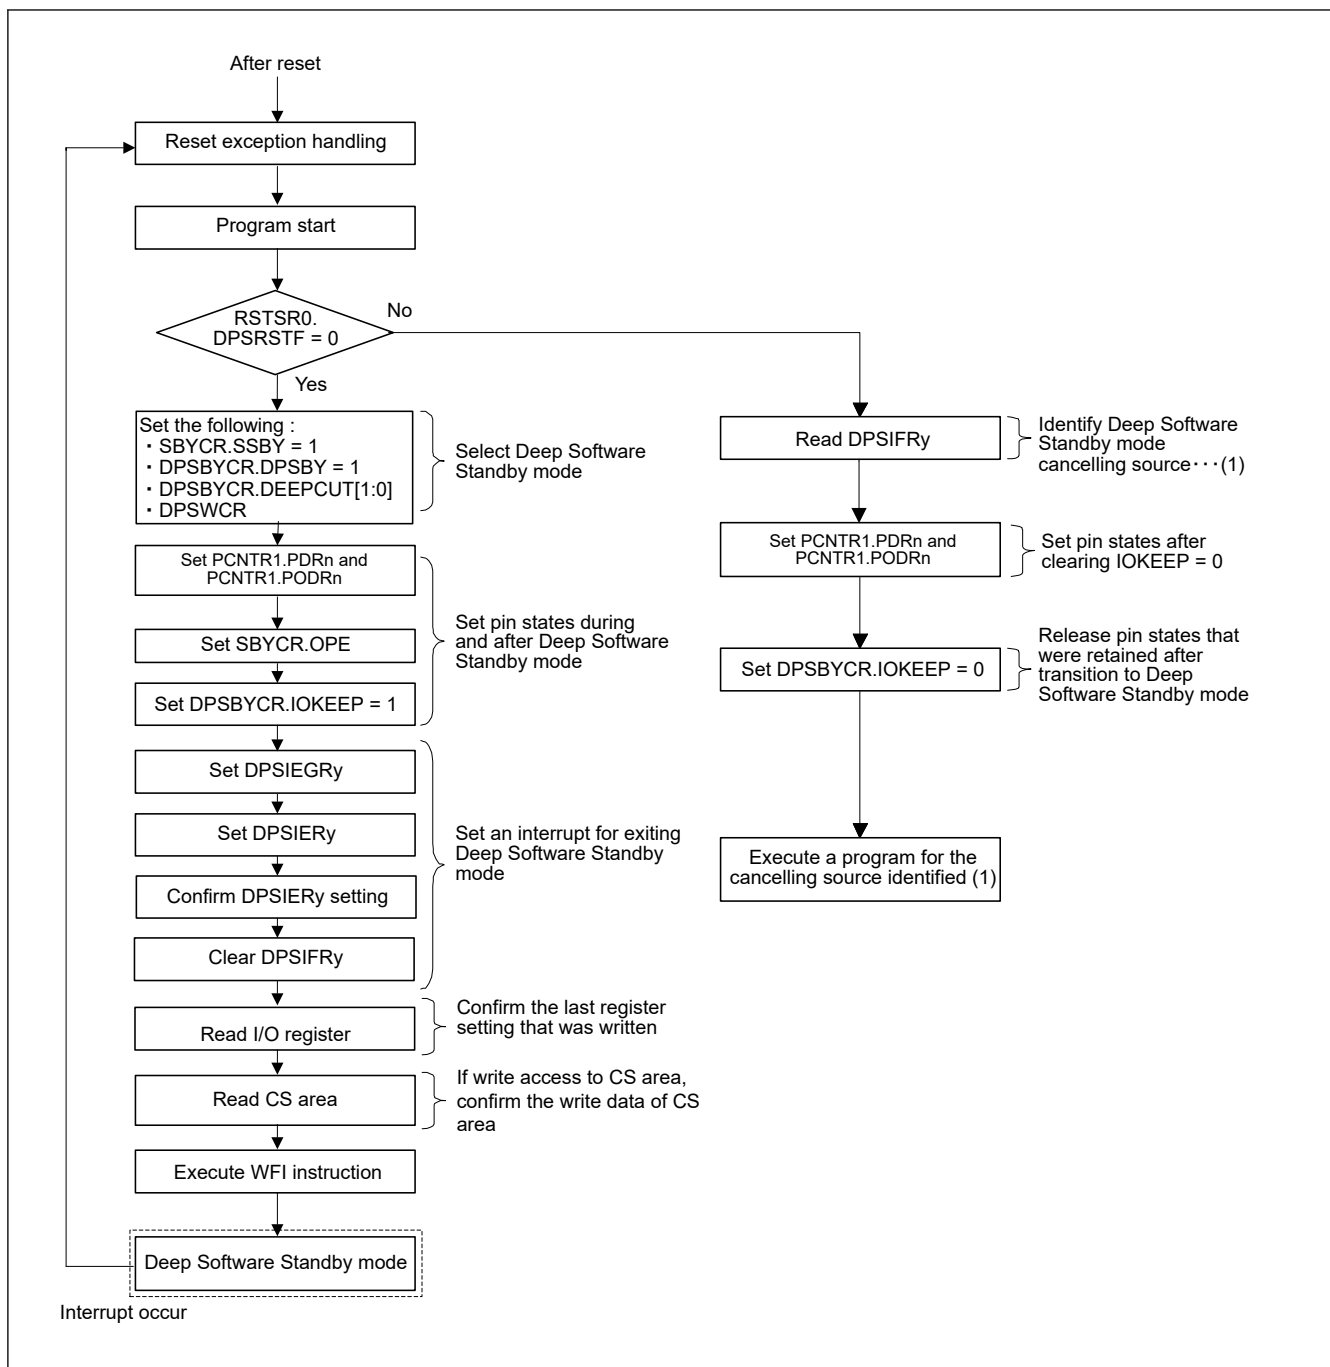 After reset
Reset exception handling
Program start
RSTSR0.
DPSRSTF = 0
No
Yes
Set the following :
・SBYCR.SSBY = 1
・DPSBYCR.DPSBY = 1
・DPSBYCR.DEEPCUT[1:0]
・DPSWCR
Select Deep Software
Standby mode
Set PCNTR1.PDRn and
PCNTR1.PODRn
Set SBYCR.OPE
Set DPSBYCR.IOKEEP = 1
Set pin states during
and after Deep Software
Standby mode
Set DPSIEGRy
Set DPSIERy
Confirm DPSIERy setting
Clear DPSIFRy
Set an interrupt for exiting
Deep Software Standby
mode
Read I/O register
Confirm the last register
setting that was written
Read CS area
If write access to CS area,
confirm the write data of CS
area
Execute WFI instruction
Deep Software Standby mode
Interrupt occur
Read DPSIFRy
Identify Deep Software
Standby mode
cancelling source･･･(1)
Set PCNTR1.PDRn and
PCNTR1.PODRn
Set pin states after
clearing IOKEEP = 0
Set DPSBYCR.IOKEEP = 0
Release pin states that
were retained after
transition to Deep
Software Standby mode
Execute a program for the
cancelling source identified (1)